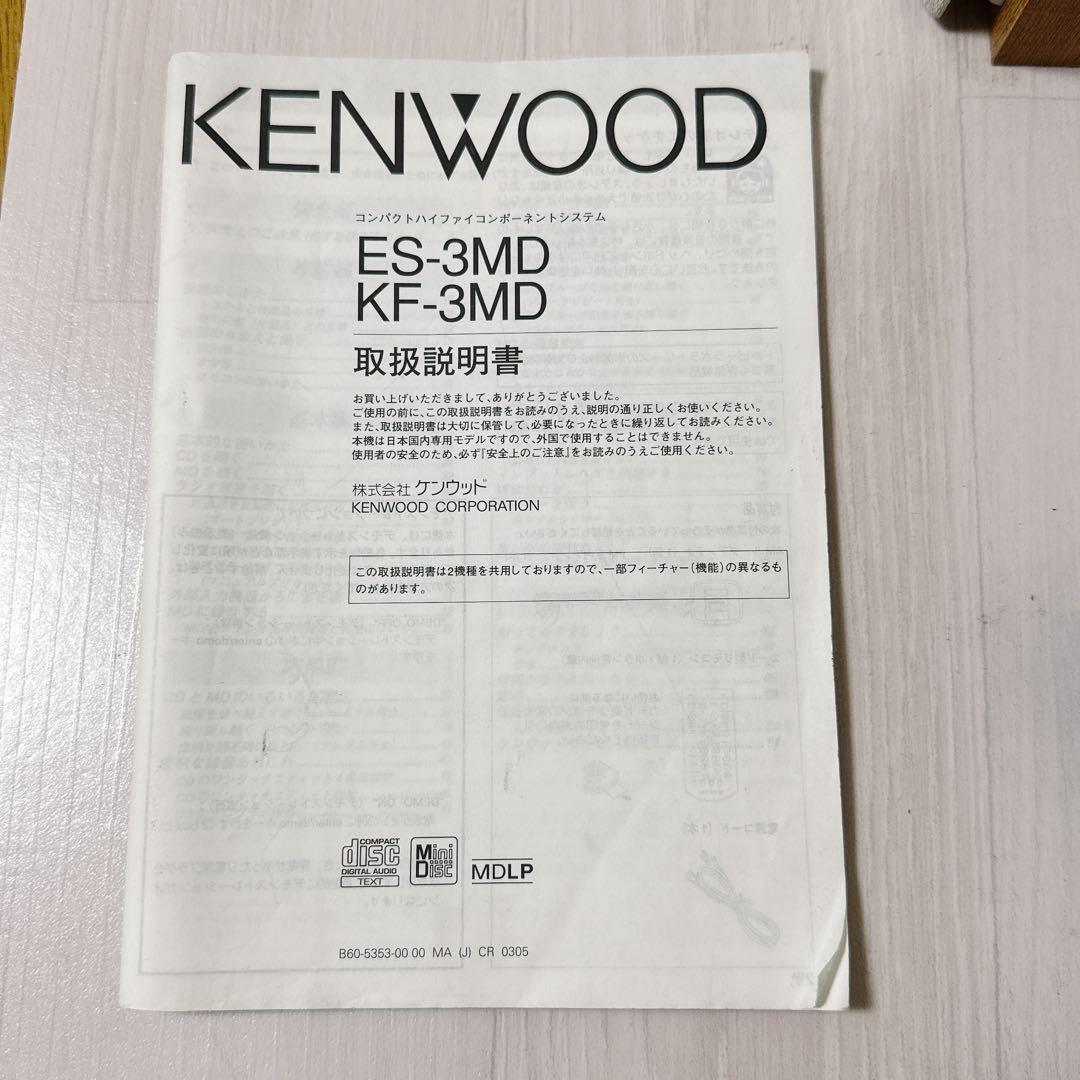 KENWOOD
コンパクトハイファイコンポーネントシステム
ES-3MD
KF-3MD
取扱説明書
お買い上げいただきまして、ありがとうございました。
ご使用の前に、この取扱説明書をお読みのうえ、説明の通り正しくお使いください。
また、取扱説明書は大切に保管して、必要になったときに繰り返してお読みください。
本機は日本国内専用モデルですので、外国で使用することはできません。
使用者の安全のため、必ず『安全上のご注意』をお読みのうえご使用ください。
株式会社 ケンウッド
KENWOOD CORPORATION
この取扱説明書は2機種を共用しておりますので、一部フィーチャー(機能)の異なるも
のがあります。
COMPACT
disc
DIGITAL AUDIO
TEXT
Mini
Disc
MDLP
B60-5353-00 00 MA (J) CR 0305